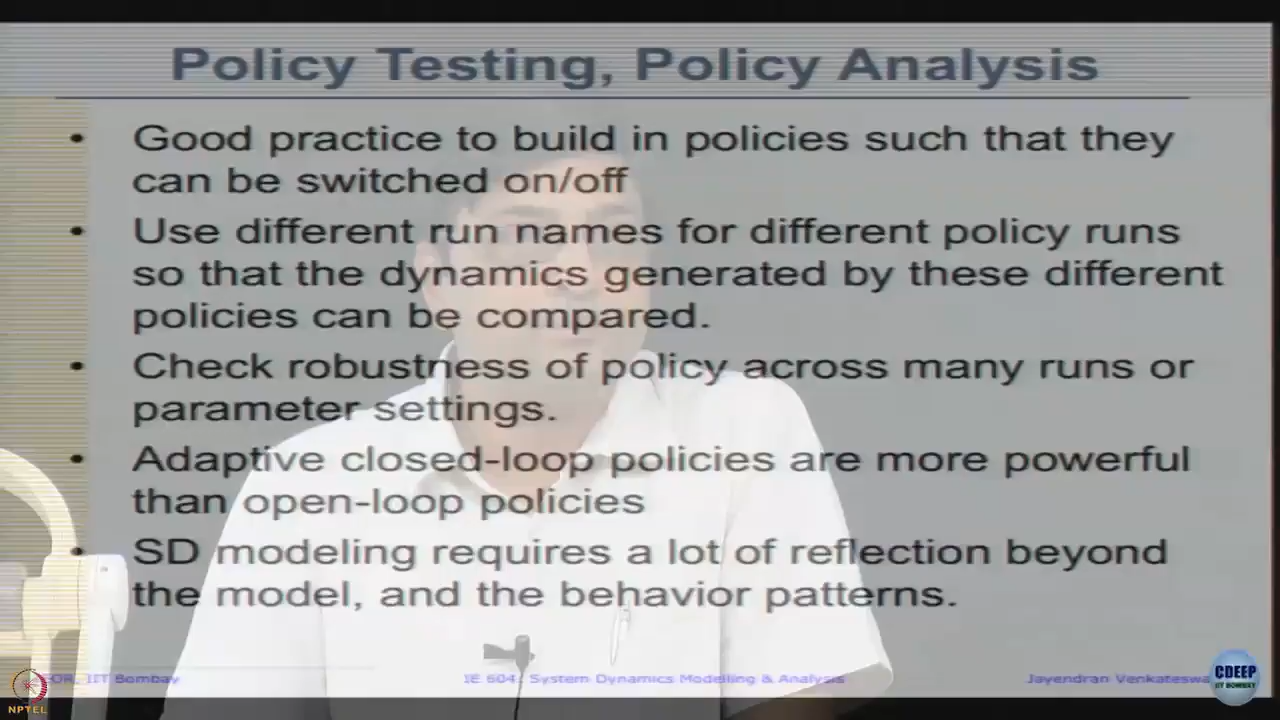 Policy Testing, Policy Analysis
• Good practice to build in policies such that they
can be switched on/off
• Use different run names for different policy runs
so that the dynamics generated by these different
policies can be compared.
• Check robustness of policy across many runs or
parameter settings.
• Adaptive closed-loop policies are more powerful
than open-loop policies
• SD modeling requires a lot of reflection beyond
the model, and the behavior patterns.
OR, IIT Bombay
IE 604: System Dynamics Modelling & Analysis
Jayendran Venkateswa
CDEEP
IIT BOMBAY
NPTEL